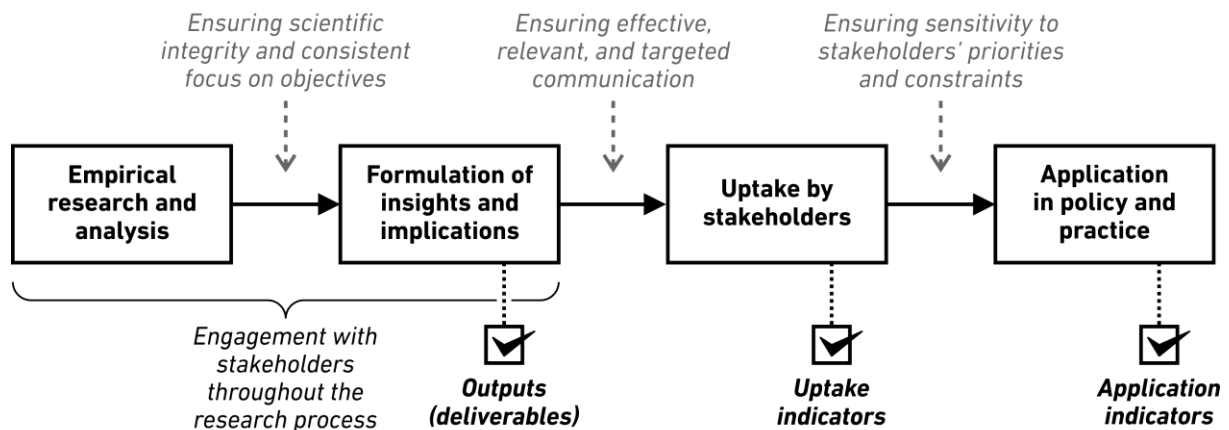 Ensuring scientific
integrity and consistent
focus on objectives
Ensuring effective,
relevant, and targeted
communication
Ensuring sensitivity to
stakeholders’ priorities
and constraints
Empirical
research and
analysis
Formulation of
insights and
implications
Uptake by
stakeholders
Application
in policy and
practice
Engagement with
stakeholders
throughout the
research process
Outputs
(deliverables)
Uptake
indicators
Application
indicators